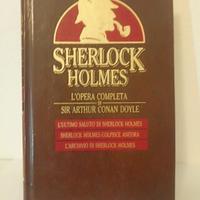 SHERLOCK
HOLMES
L'OPERA COMPLETA
DI
SIR ARTHUR CONAN DOYLE
L'ULTIMO SALUTO DI SHERLOCK HOLMES
SHERLOCK HOLMES COLPISCE ANCORA
L'ARCHIVIO DI SHERLOCK HOLMES